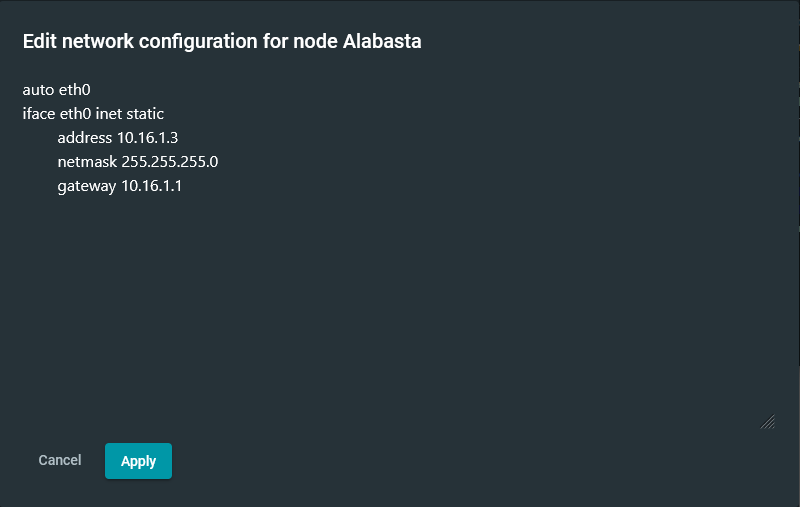 Edit network configuration for node Alabasta
auto eth0
iface eth0 inet static
address 10.16.1.3
netmask 255.255.255.0
gateway 10.16.1.1
Cancel
Apply